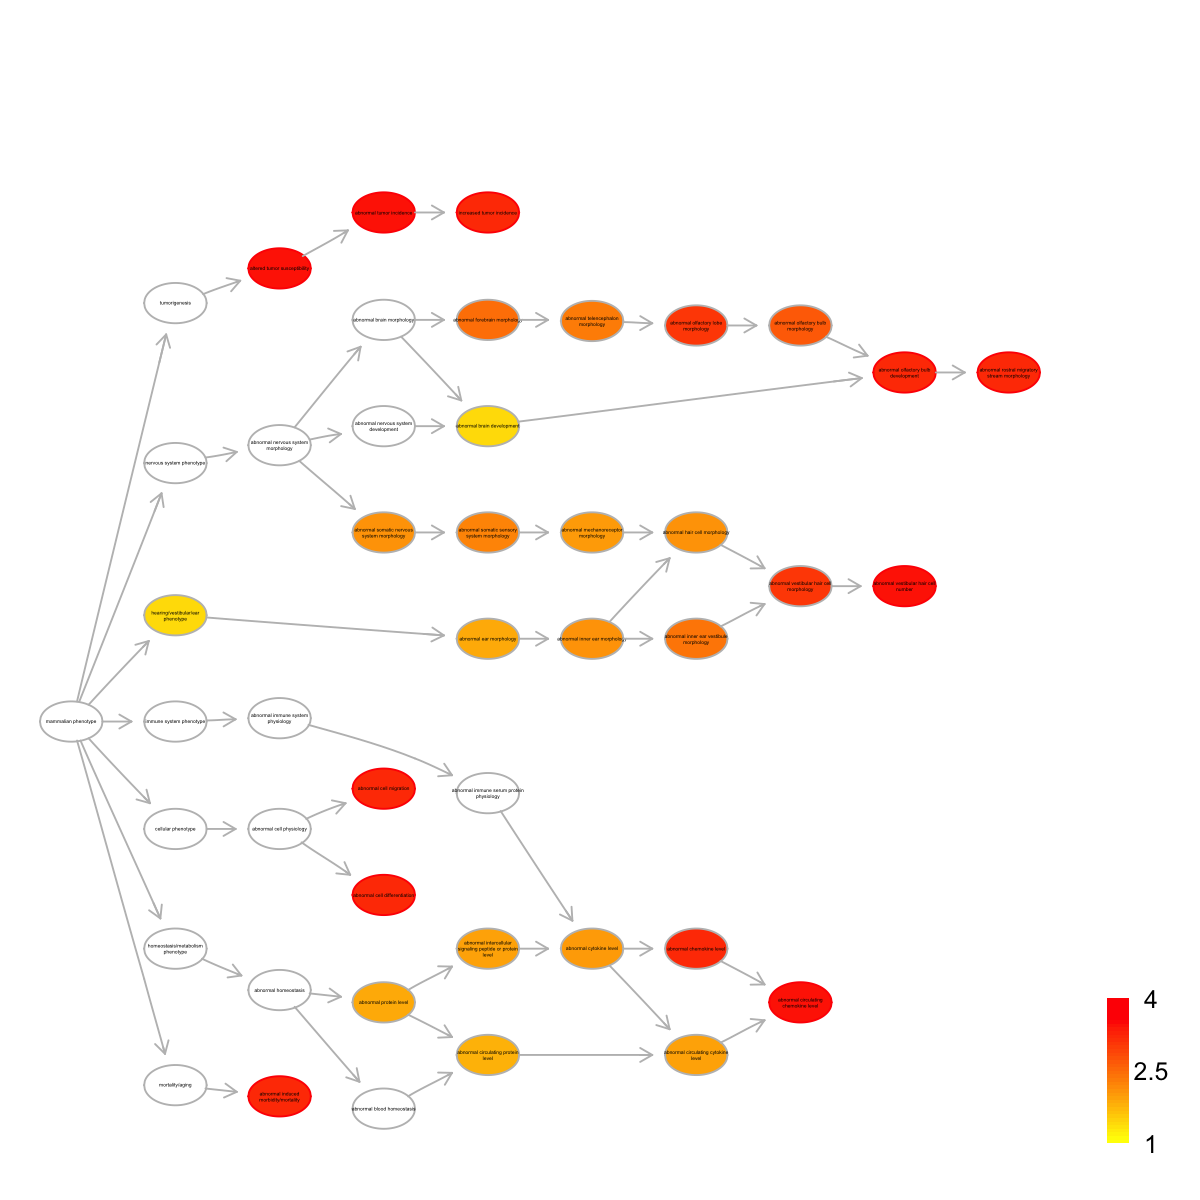 abnormal tumor incidence
increased tumor incidence
altered tumor susceptibility
tumorigenesis
abnormal brain morphology
abnormal forebrain morphology
abnormal telencephalon
morphology
abnormal olfactory lobe
morphology
abnormal olfactory bulb
morphology
abnormal olfactory bulb
development
abnormal rostral migratory
stream morphology
abnormal nervous system
development
abnormal brain development
abnormal nervous system
morphology
nervous system phenotype
abnormal somatic nervous
system morphology
abnormal somatic sensory
system morphology
abnormal mechanoreceptor
morphology
abnormal hair cell morphology
abnormal vestibular hair cell
morphology
abnormal vestibular hair cell
number
hearing/vestibular/ear
phenotype
abnormal ear morphology
abnormal inner ear morphology
abnormal inner ear vestibule
morphology
mammalian phenotype
immune system phenotype
abnormal immune system
physiology
abnormal cell migration
abnormal immune serum protein
physiology
cellular phenotype
abnormal cell physiology
abnormal cell differentiation
homeostasis/metabolism
phenotype
abnormal intercellular
signaling peptide or protein
level
abnormal cytokine level
abnormal chemokine level
abnormal homeostasis
abnormal protein level
abnormal circulating
chemokine level
abnormal circulating protein
level
abnormal circulating cytokine
level
mortality/aging
abnormal induced
morbidity/mortality
abnormal blood homeostasis
4
2.5
1